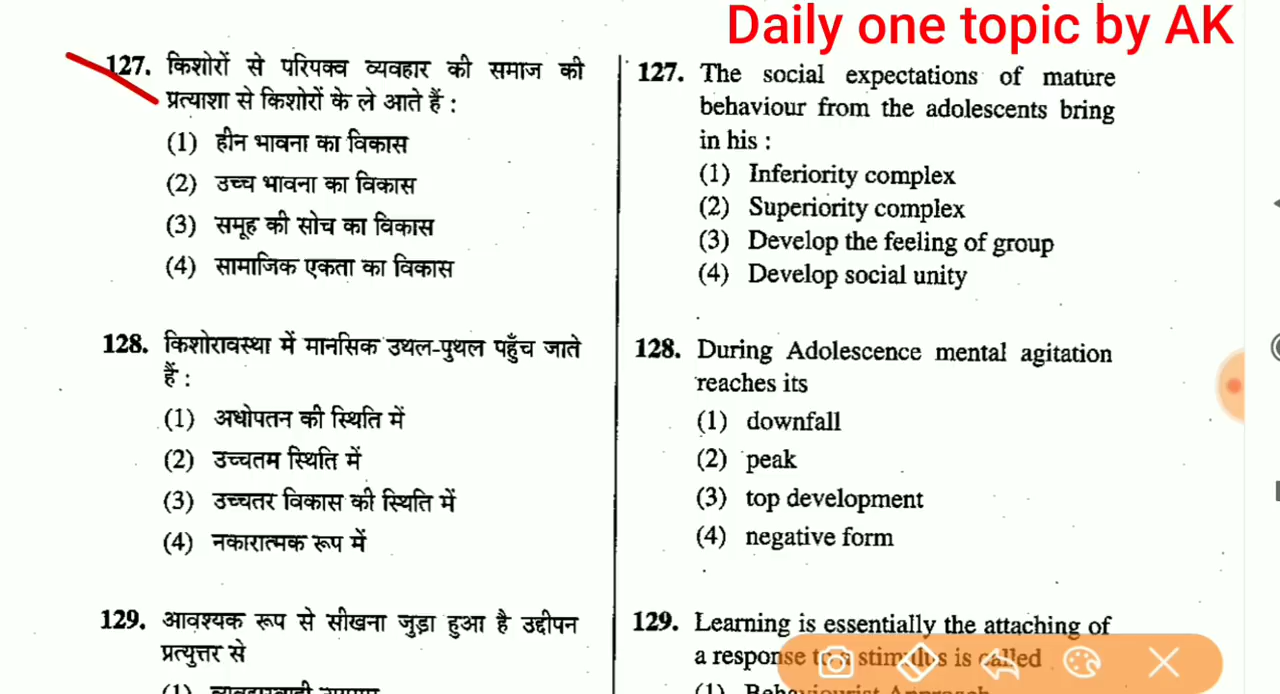 Daily one topic by AK
127. किशोरों से परिपक्व व्यवहार की समाज की
प्रत्याशा से किशोरों के ले आते हैं :
(1) हीन भावना का विकास
(2) उच्च भावना का विकास
(3) समूह की सोच का विकास
(4) सामाजिक एकता का विकास
128. किशोरावस्था में मानसिक उथल-पुथल पहुँच जाते
हैं :
(1) अधोपतन की स्थिति में
(2) उच्चतम स्थिति में
(3) उच्चतर विकास की स्थिति में
(4) नकारात्मक रूप में
129. आवश्यक रूप से सीखना जुड़ा हुआ है उद्दीपन
प्रत्युत्तर से
127. The social expectations of mature
behaviour from the adolescents bring
in his :
(1) Inferiority complex
(2) Superiority complex
(3) Develop the feeling of group
(4) Develop social unity
128. During Adolescence mental agitation
reaches its
(1) downfall
(2) peak
(3) top development
(4) negative form
129. Learning is essentially the attaching of
a response to a stimulus is called
(1) Behaviourist Approach